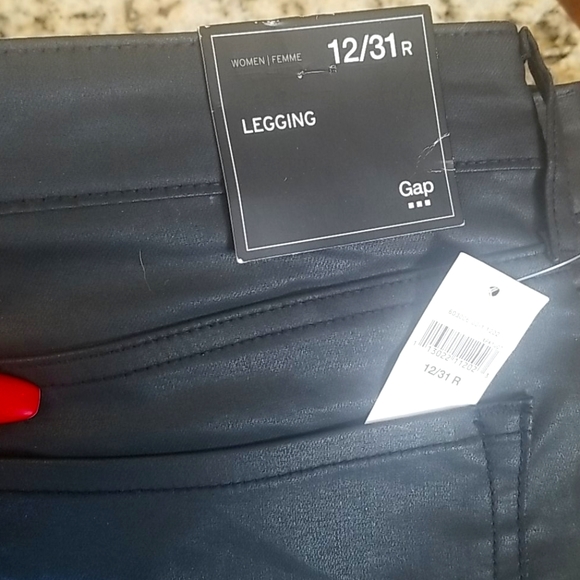 WOMEN | FEMME
12/31 R
LEGGING
Gap
12/31 R